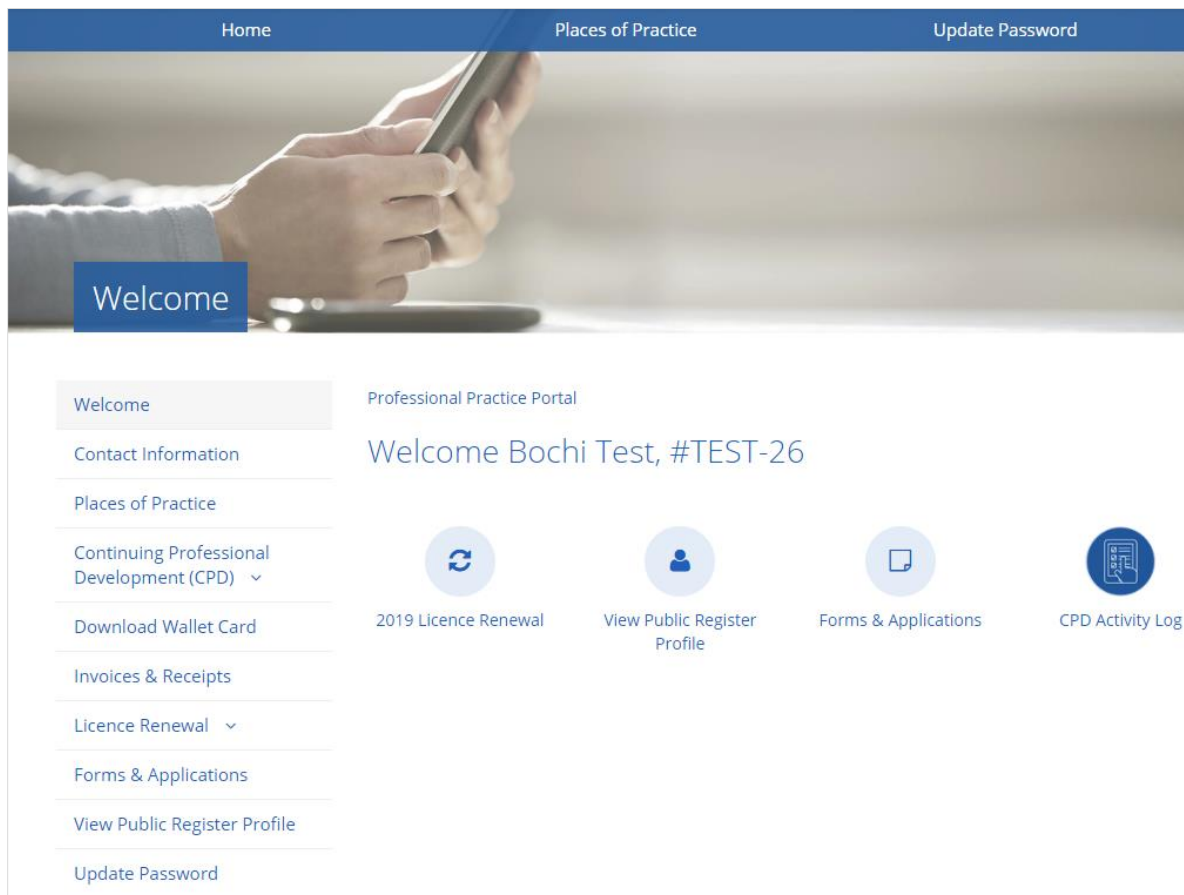 Home Places of Practice Update Password
Welcome
Welcome
Contact Information
Places of Practice
Continuing Professional
Development (CPD)
Download Wallet Card
Invoices & Receipts
Licence Renewal
Forms & Applications
View Public Register Profile
Update Password
Professional Practice Portal
Welcome Bochi Test, #TEST-26
2019 Licence Renewal
View Public Register
Profile
Forms & Applications
CPD Activity Log